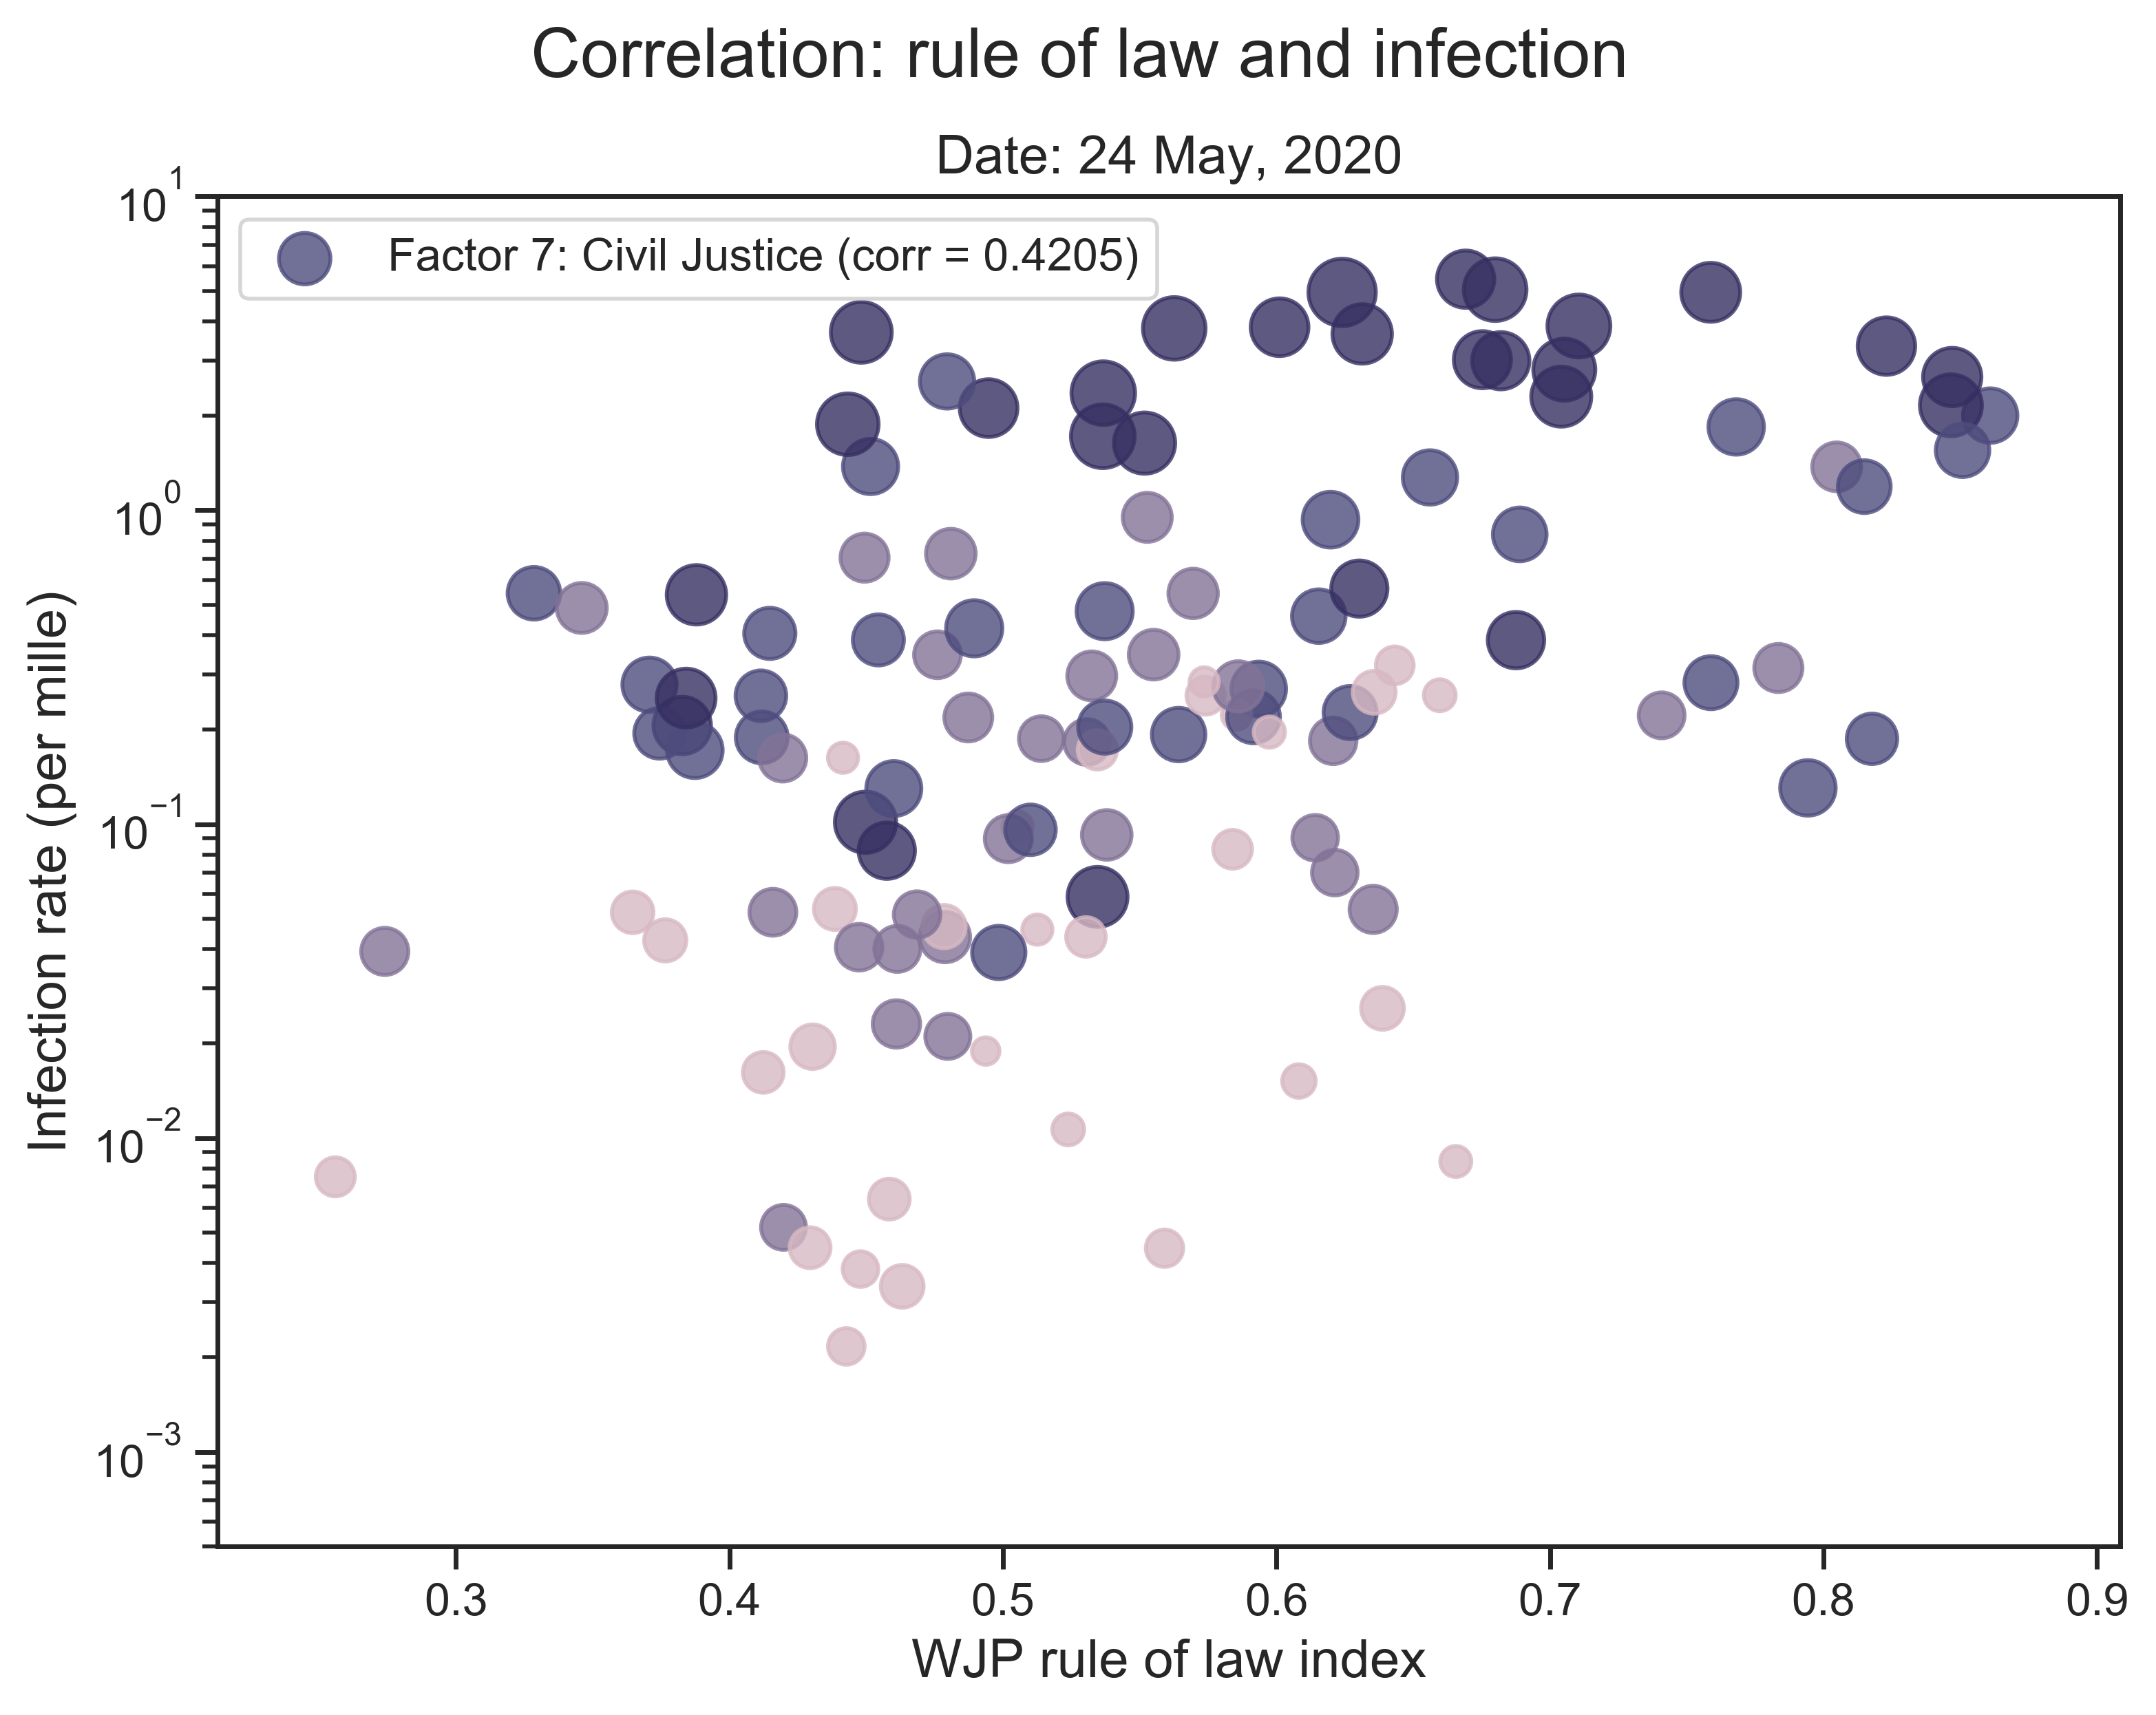 Correlation: rule of law and infection
Date: 24 May, 2020
Factor 7: Civil Justice (corr = 0.4205)
Infection rate (per mille)
10^1
10^0
10^−1
10^−2
10^−3
0.3 0.4 0.5 0.6 0.7 0.8 0.9
WJP rule of law index